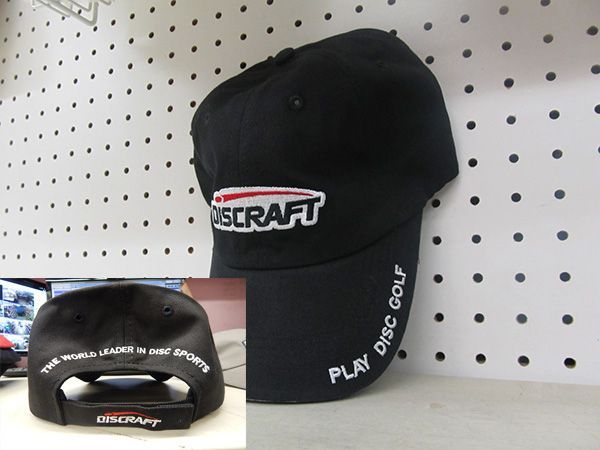 DiSCRAFT
PLAY DISC GOLF
THE WORLD LEADER IN DISC SPORTS
DISCRAFT